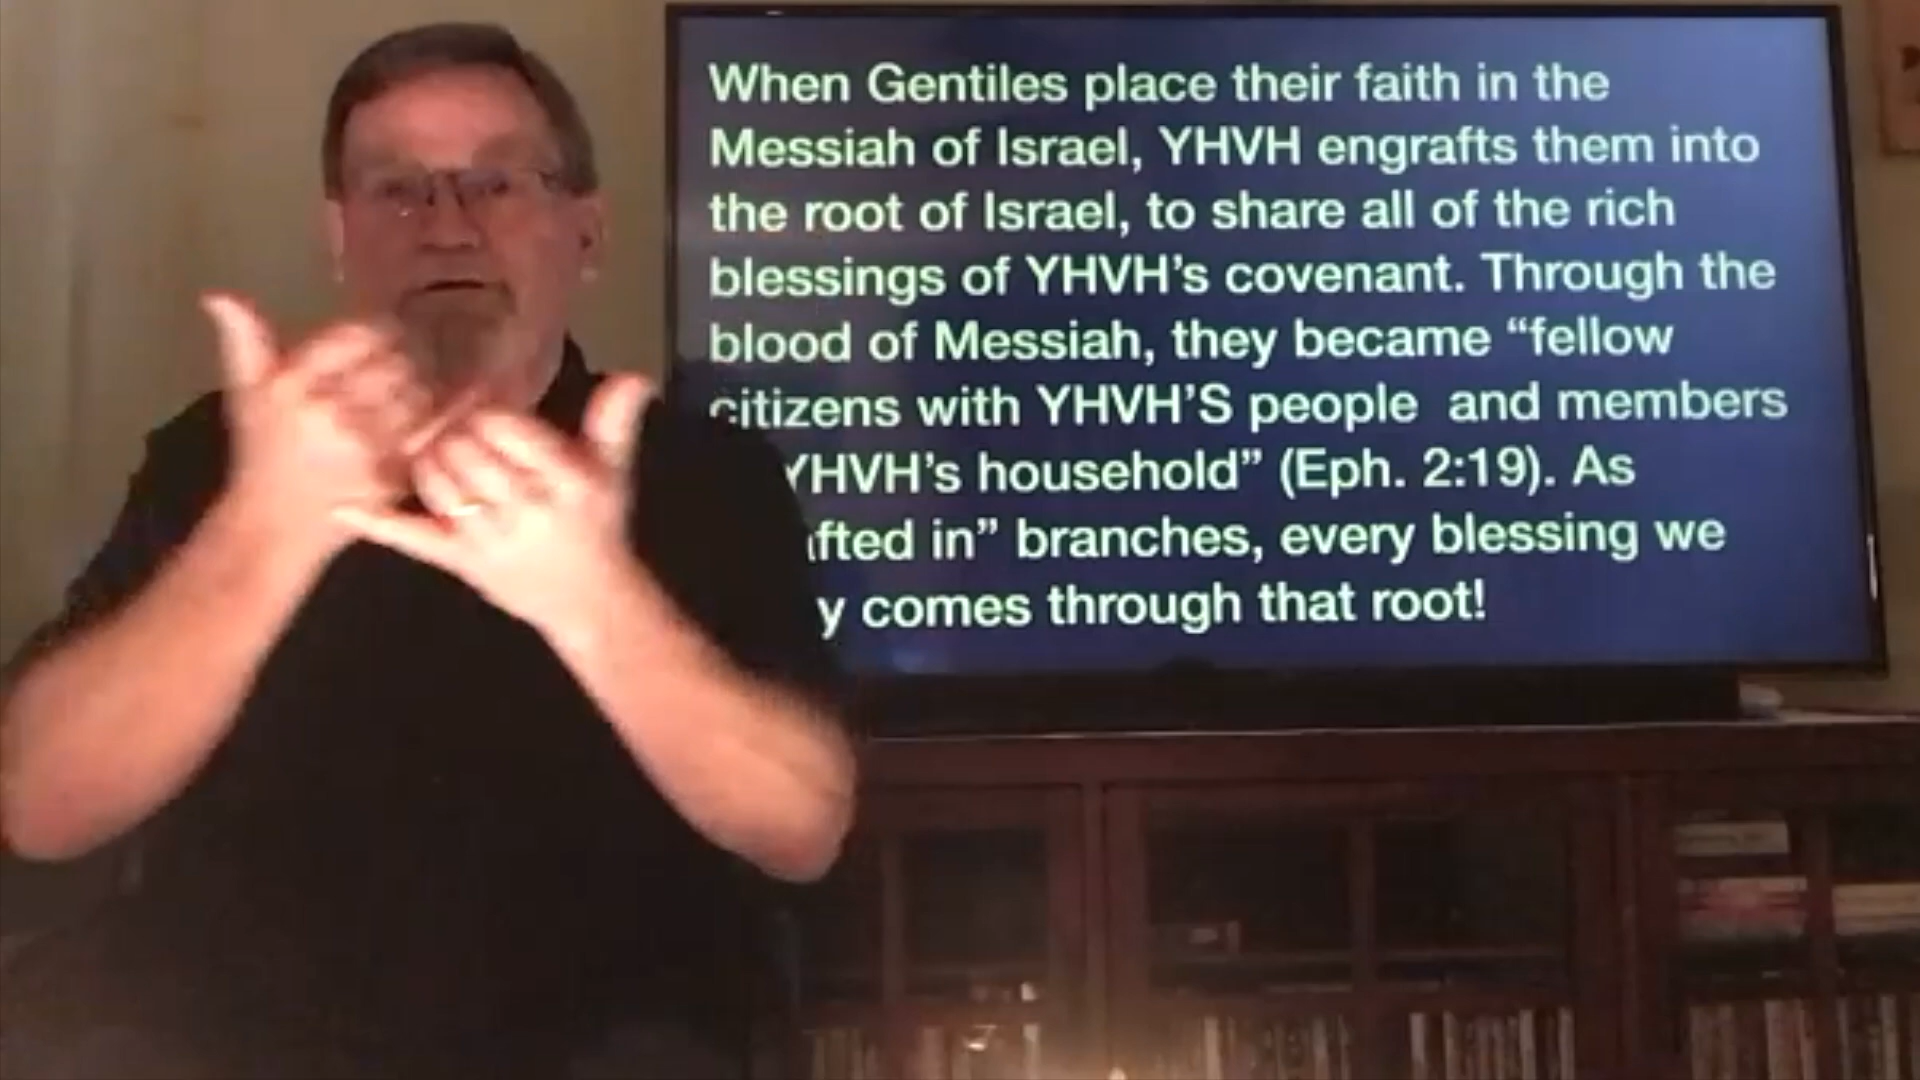 When Gentiles place their faith in the
Messiah of Israel, YHVH engrafts them into
the root of Israel, to share all of the rich
blessings of YHVH’s covenant. Through the
blood of Messiah, they became “fellow
citizens with YHVH’S people and members
YHVH’s household” (Eph. 2:19). As
in” branches, every blessing we
comes through that root!